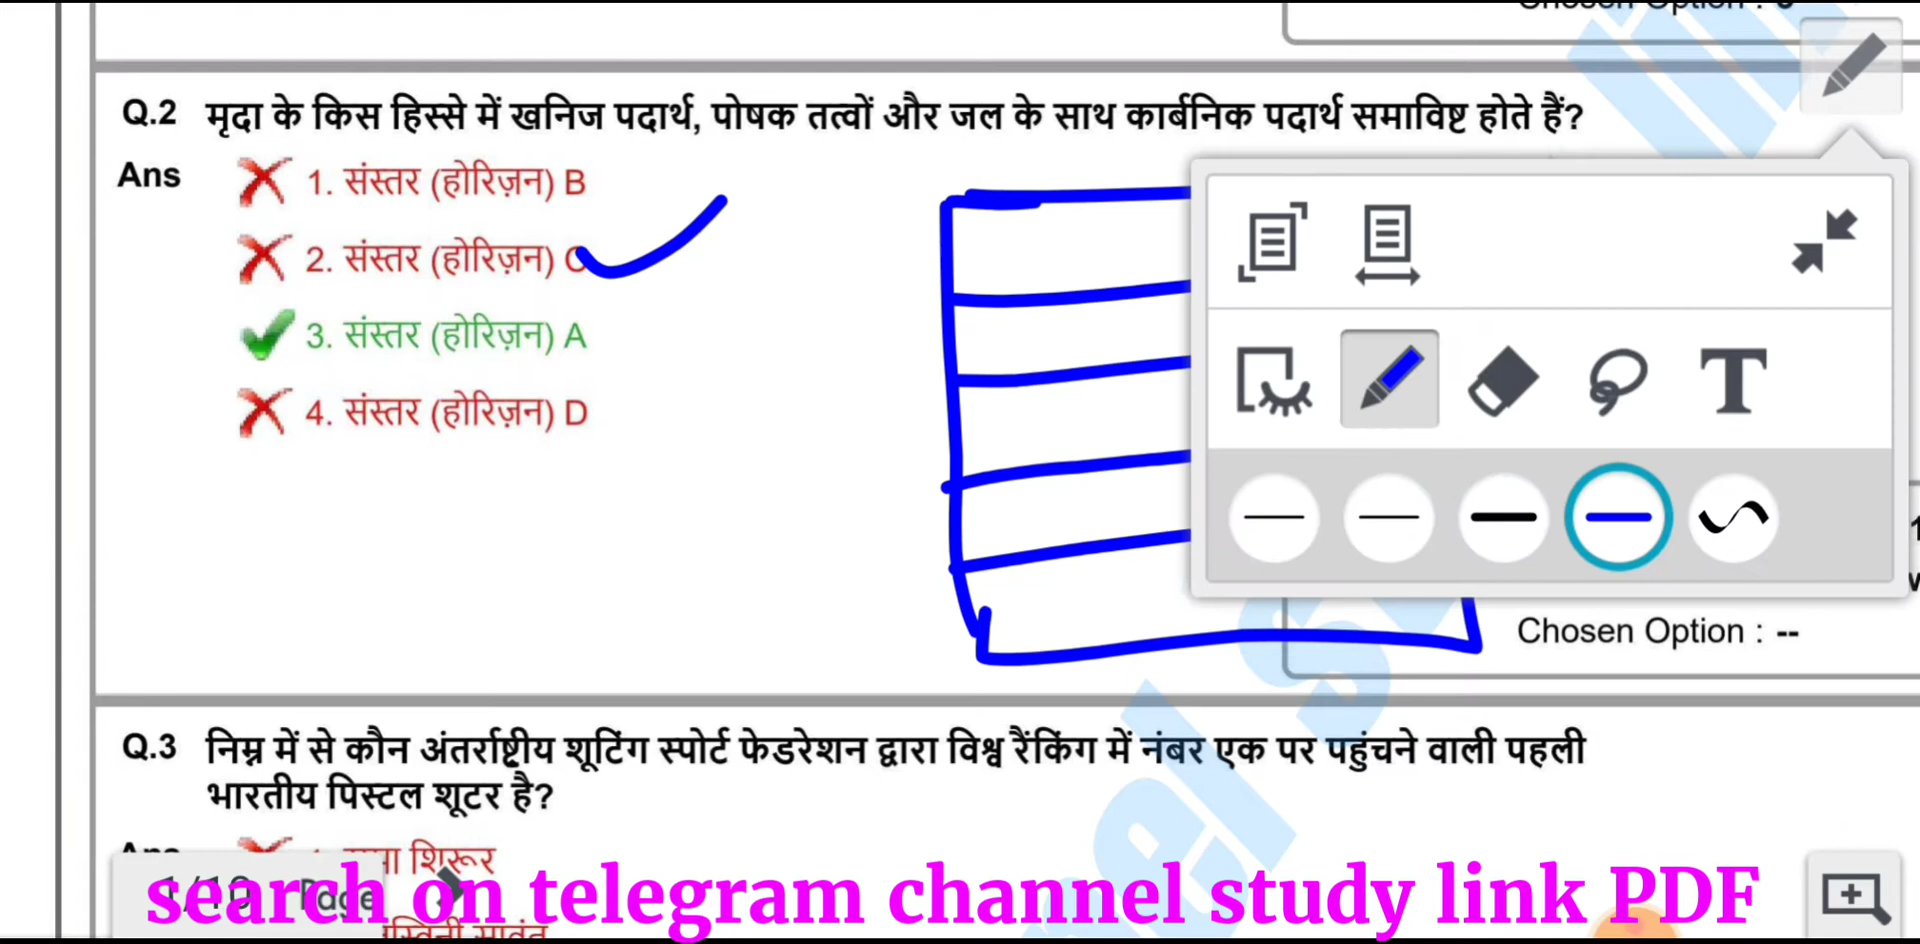 Q.2 मृदा के किस हिस्से में खनिज पदार्थ, पोषक तत्वों और जल के साथ कार्बनिक पदार्थ समाविष्ट होते हैं?
Ans 1. संस्तर (होरिज़न) B
2. संस्तर (होरिज़न) C
3. संस्तर (होरिज़न) A
4. संस्तर (होरिज़न) D
T
Chosen Option : --
Q.3 निम्न में से कौन अंतर्राष्ट्रीय शूटिंग स्पोर्ट फेडरेशन द्वारा विश्व रैंकिंग में नंबर एक पर पहुंचने वाली पहली
भारतीय पिस्टल शूटर है?
शिरूर
search on telegram channel study link PDF